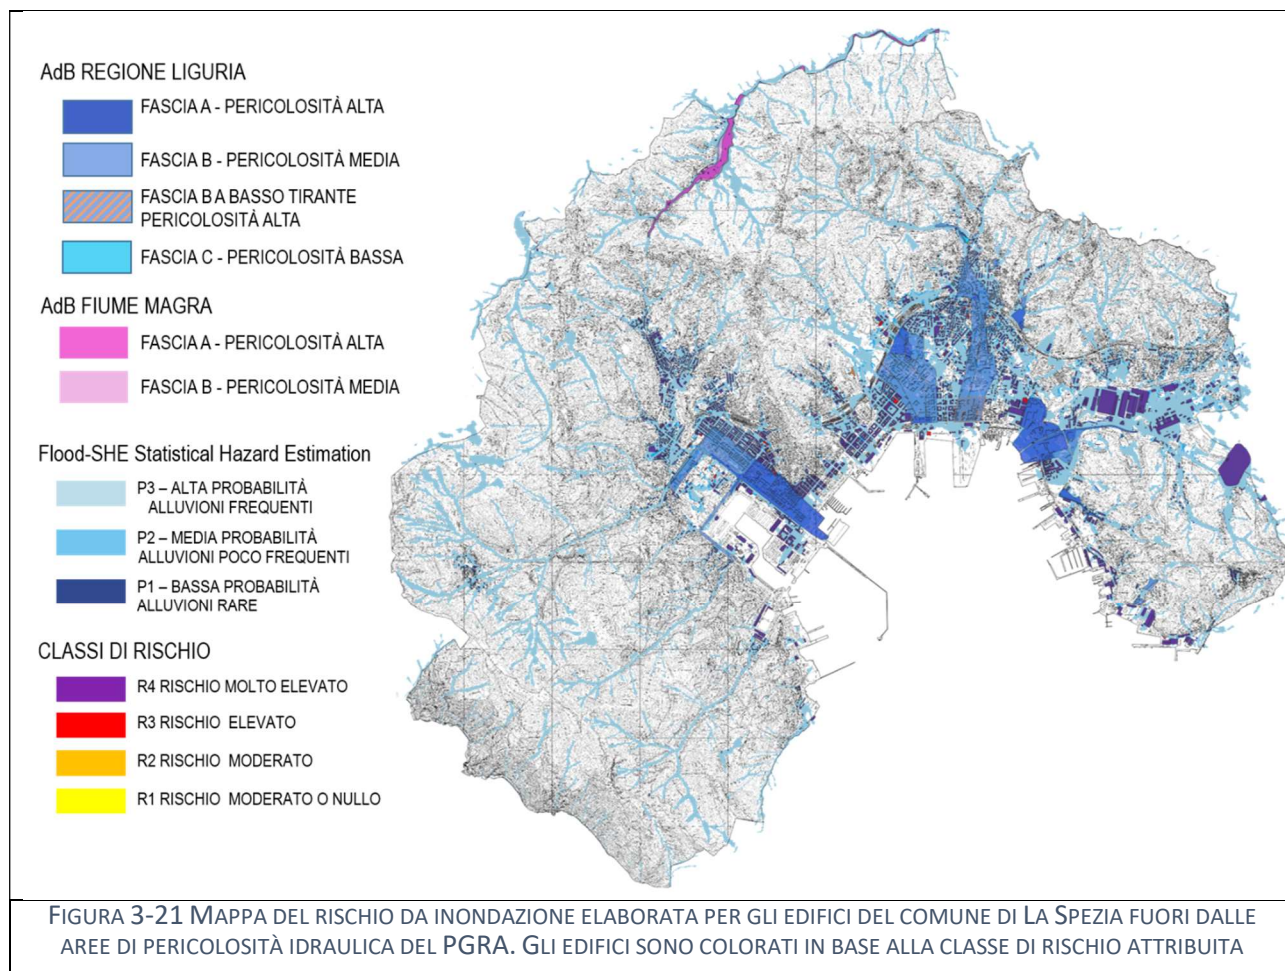 AdB REGIONE LIGURIA
FASCIA A - PERICOLOSITÀ ALTA
FASCIA B - PERICOLOSITÀ MEDIA
FASCIA B A BASSO TIRANTE
PERICOLOSITÀ ALTA
FASCIA C - PERICOLOSITÀ BASSA
AdB FIUME MAGRA
FASCIA A - PERICOLOSITÀ ALTA
FASCIA B - PERICOLOSITÀ MEDIA
Flood-SHE Statistical Hazard Estimation
P3 – ALTA PROBABILITÀ
ALLUVIONI FREQUENTI
P2 – MEDIA PROBABILITÀ
ALLUVIONI POCO FREQUENTI
P1 – BASSA PROBABILITÀ
ALLUVIONI RARE
CLASSI DI RISCHIO
R4 RISCHIO MOLTO ELEVATO
R3 RISCHIO ELEVATO
R2 RISCHIO MODERATO
R1 RISCHIO MODERATO O NULLO
FIGURA 3-21 MAPPA DEL RISCHIO DA INONDAZIONE ELABORATA PER GLI EDIFICI DEL COMUNE DI LA SPEZIA FUORI DALLE
AREE DI PERICOLOSITÀ IDRAULICA DEL PGRA. GLI EDIFICI SONO COLORATI IN BASE ALLA CLASSE DI RISCHIO ATTRIBUITA